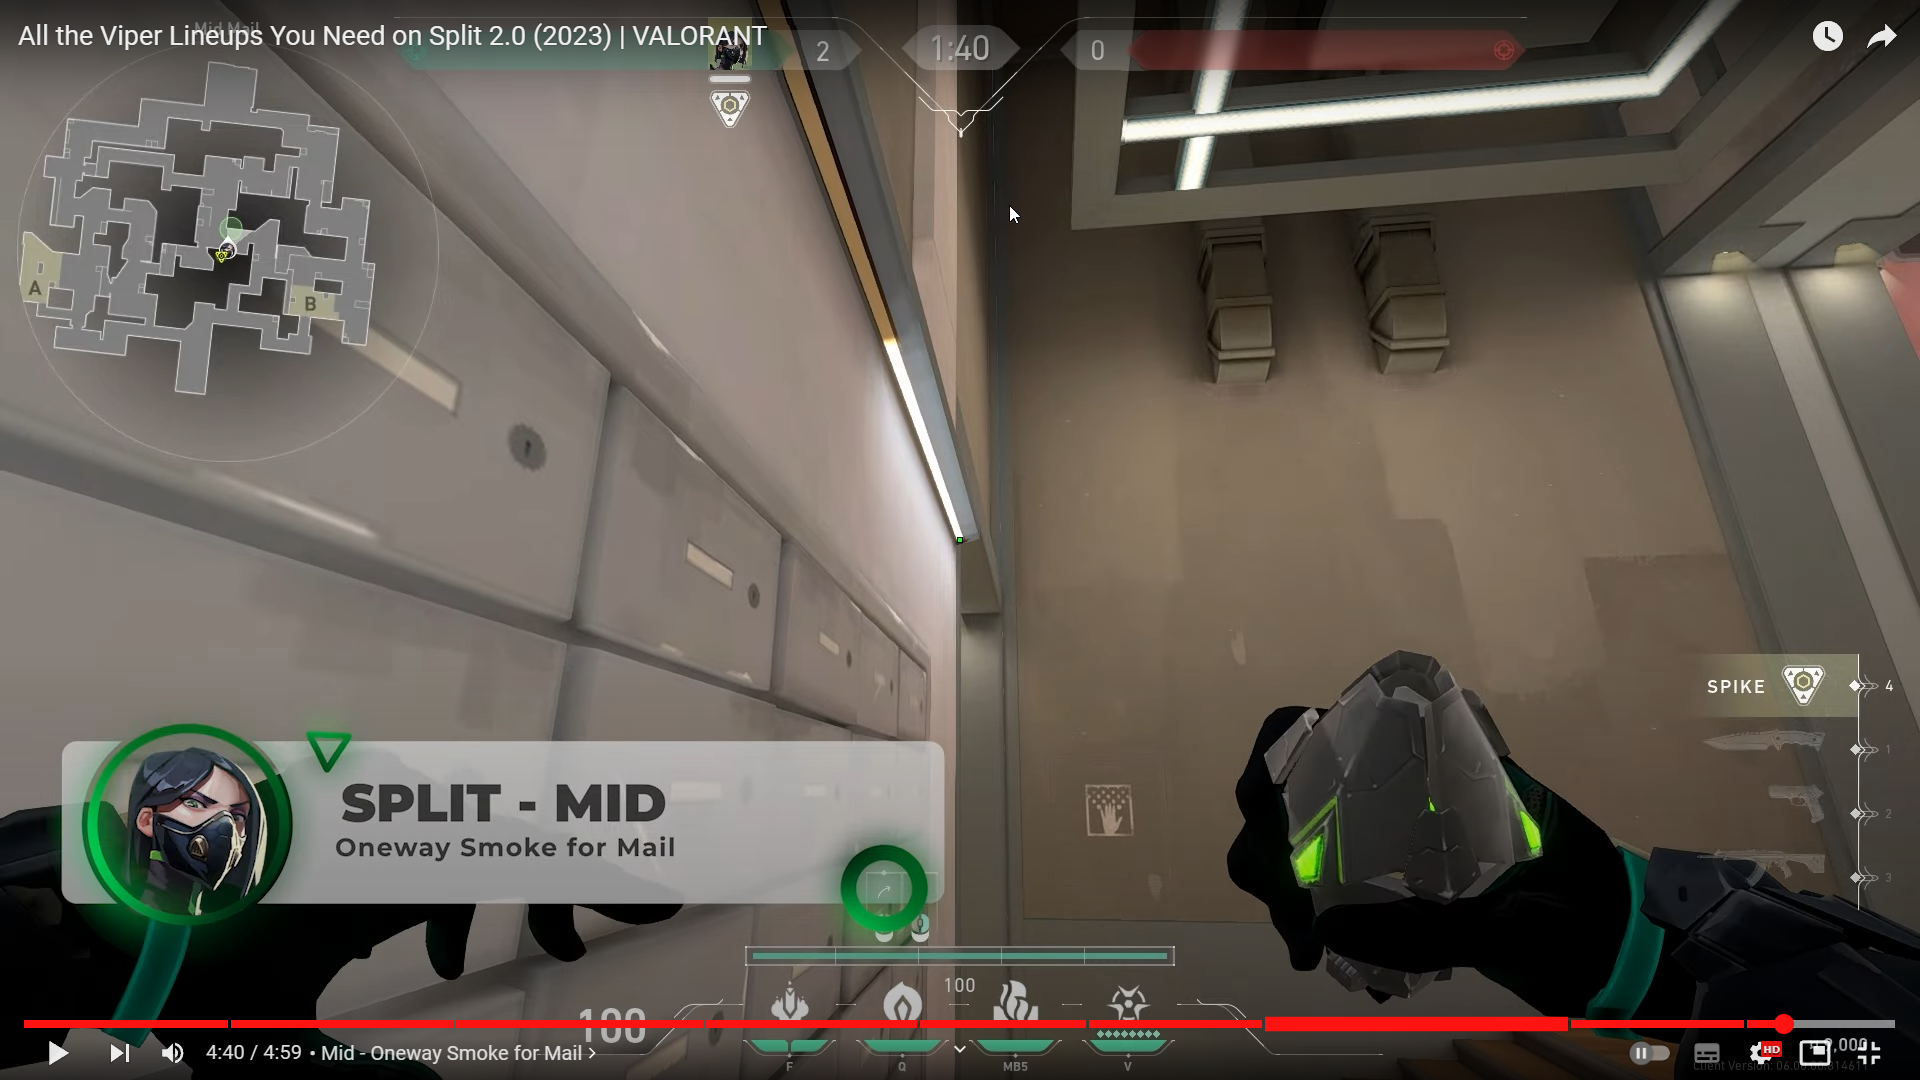 All the Viper Lineups You Need on Split 2.0 (2023) | VALORANT
Mid Mail
2
1:40
0
A
B
SPIKE
4
1
2
3
SPLIT - MID
Oneway Smoke for Mail
100
100
F
Q
MB5
V
4:40 / 4:59 • Mid - Oneway Smoke for Mail
HD